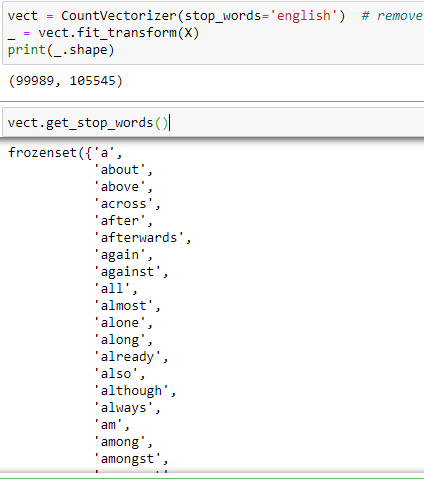 vect = CountVectorizer(stop_words='english')  # remove
_ = vect.fit_transform(X)
print(_.shape)
(99989, 105545)
vect.get_stop_words()
frozenset({'a',
'about',
'above',
'across',
'after',
'afterwards',
'again',
'against',
'all',
'almost',
'alone',
'along',
'already',
'also',
'although',
'always',
'am',
'among',
'amongst',